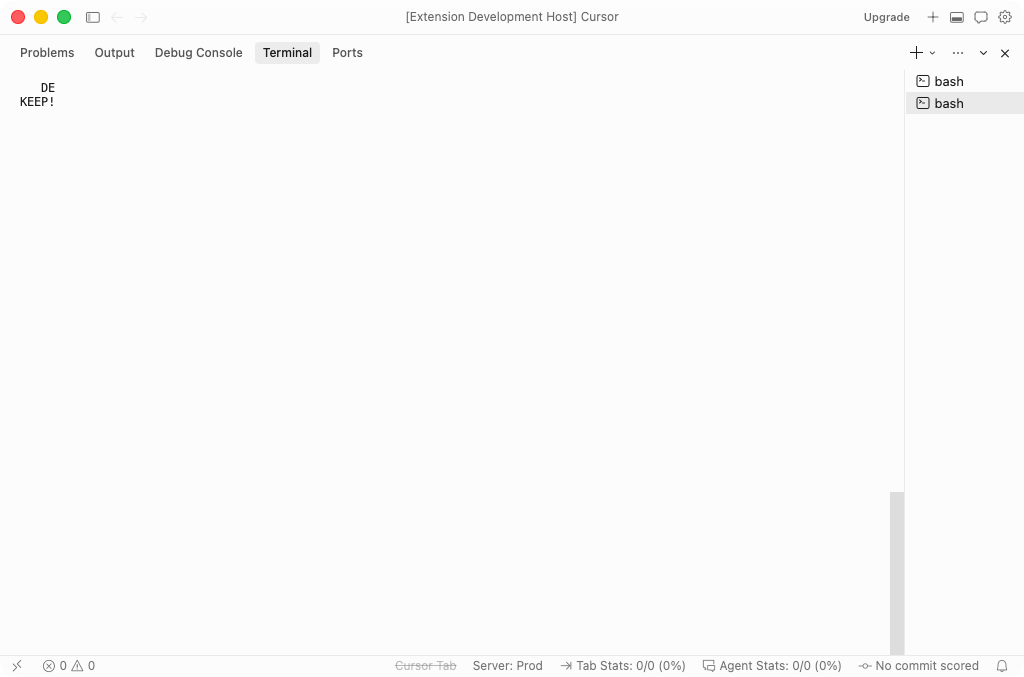 [Extension Development Host] Cursor
Upgrade
Problems Output Debug Console Terminal Ports
DE
KEEP!
bash
bash
0 0 Cursor Tab Server: Prod Tab Stats: 0/0 (0%) Agent Stats: 0/0 (0%) No commit scored